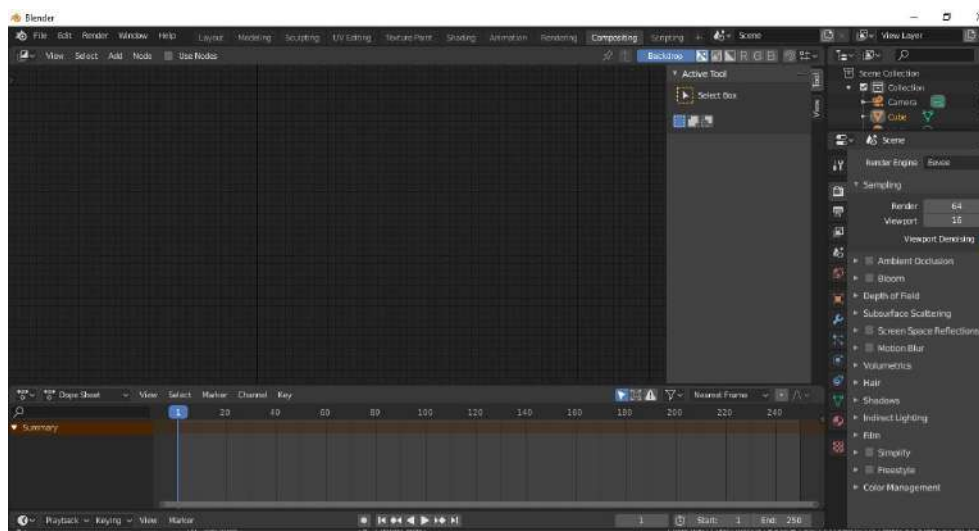 Blender
File Edit Render Window Help Layout Modeling Sculpting UV Editing Texture Paint Shading Animation Rendering Compositing Scripting + Scene View Layer
View Select Add Node Use Nodes Backdrop R G B
Active Tool
Select Box
Tool
View
Scene Collection
Collection
Camera
Cube
Scene
Render Engine Eevee
Sampling
Render 64
Viewport 16
Viewport Denoising
Ambient Occlusion
Bloom
Depth of Field
Subsurface Scattering
Screen Space Reflections
Motion Blur
Volumetrics
Hair
Shadows
Indirect Lighting
Film
Simplify
Freestyle
Color Management
Dope Sheet View Select Marker Channel Key Nearest Frame
1 20 40 60 80 100 120 140 160 180 200 220 240
Summary
Playback Keying View Marker 1 Start: 1 End: 250